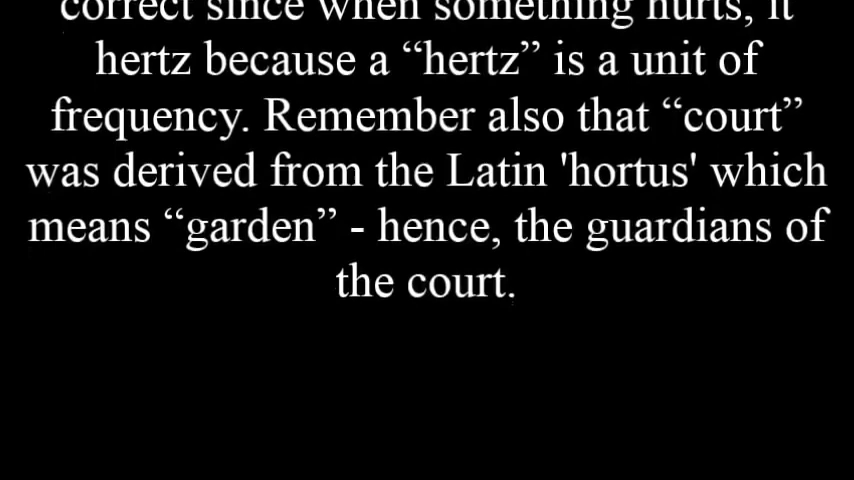 correct since when something hurts, it
hertz because a “hertz” is a unit of
frequency. Remember also that “court”
was derived from the Latin 'hortus' which
means “garden” - hence, the guardians of
the court.